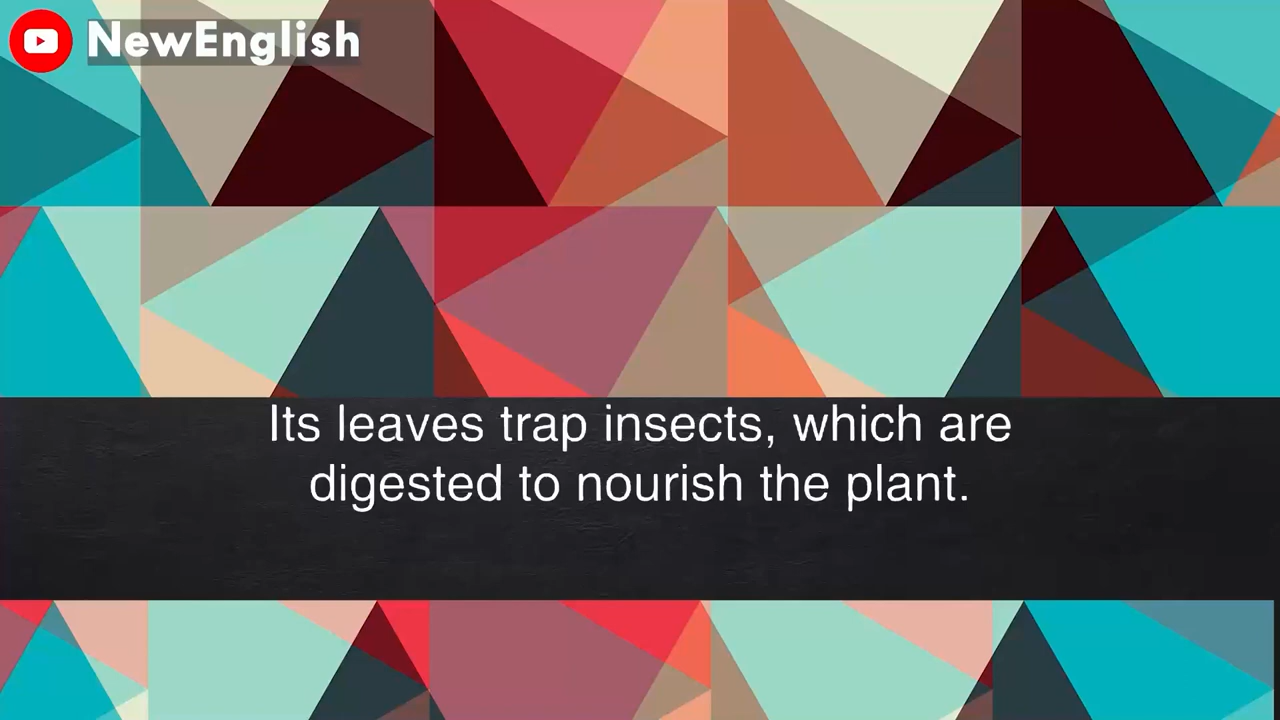 NewEnglish
Its leaves trap insects, which are
digested to nourish the plant.